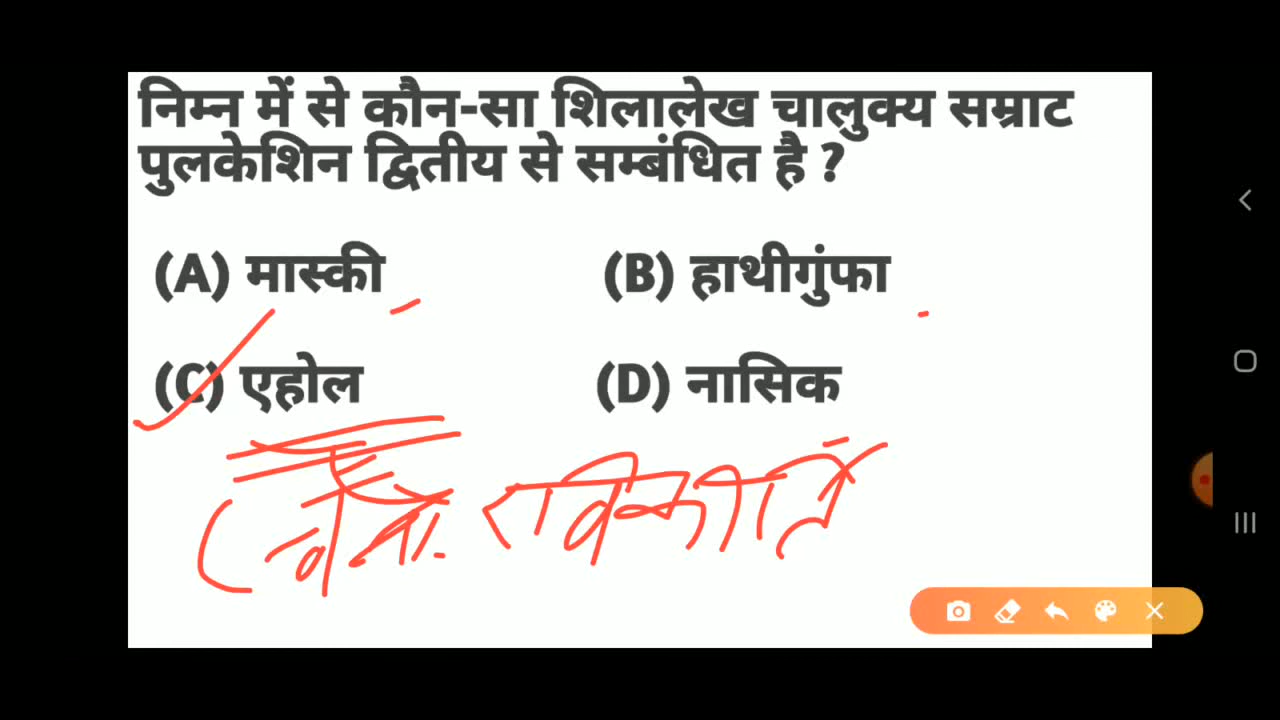 निम्न में से कौन-सा शिलालेख चालुक्य सम्राट
पुलकेशिन द्वितीय से सम्बंधित है ?
(A) मास्की (B) हाथीगुंफा
(C) एहोल (D) नासिक
रविकीर्ति